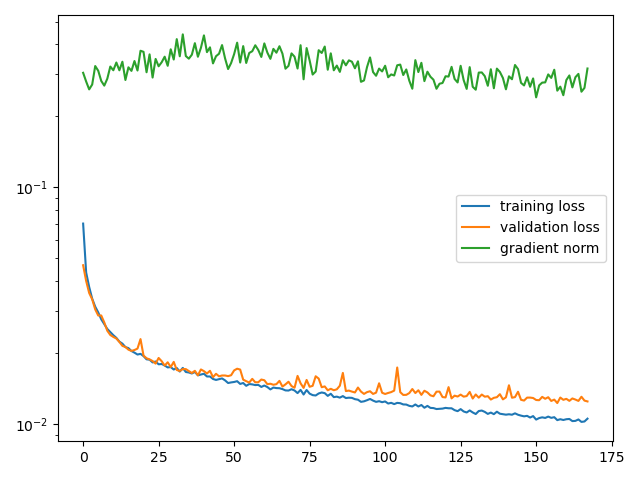 10⁻¹
10⁻²
training loss
validation loss
gradient norm
0 25 50 75 100 125 150 175